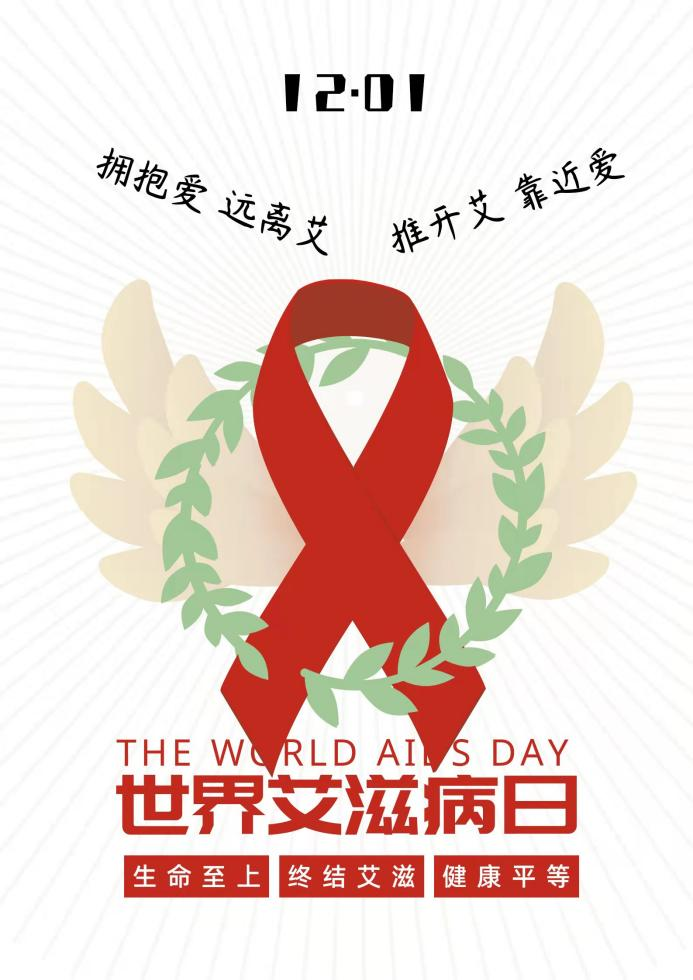 12·01
拥抱爱 远离艾 推开艾 靠近爱
THE WORLD AIDS DAY
世界艾滋病日
生命至上 终结艾滋 健康平等